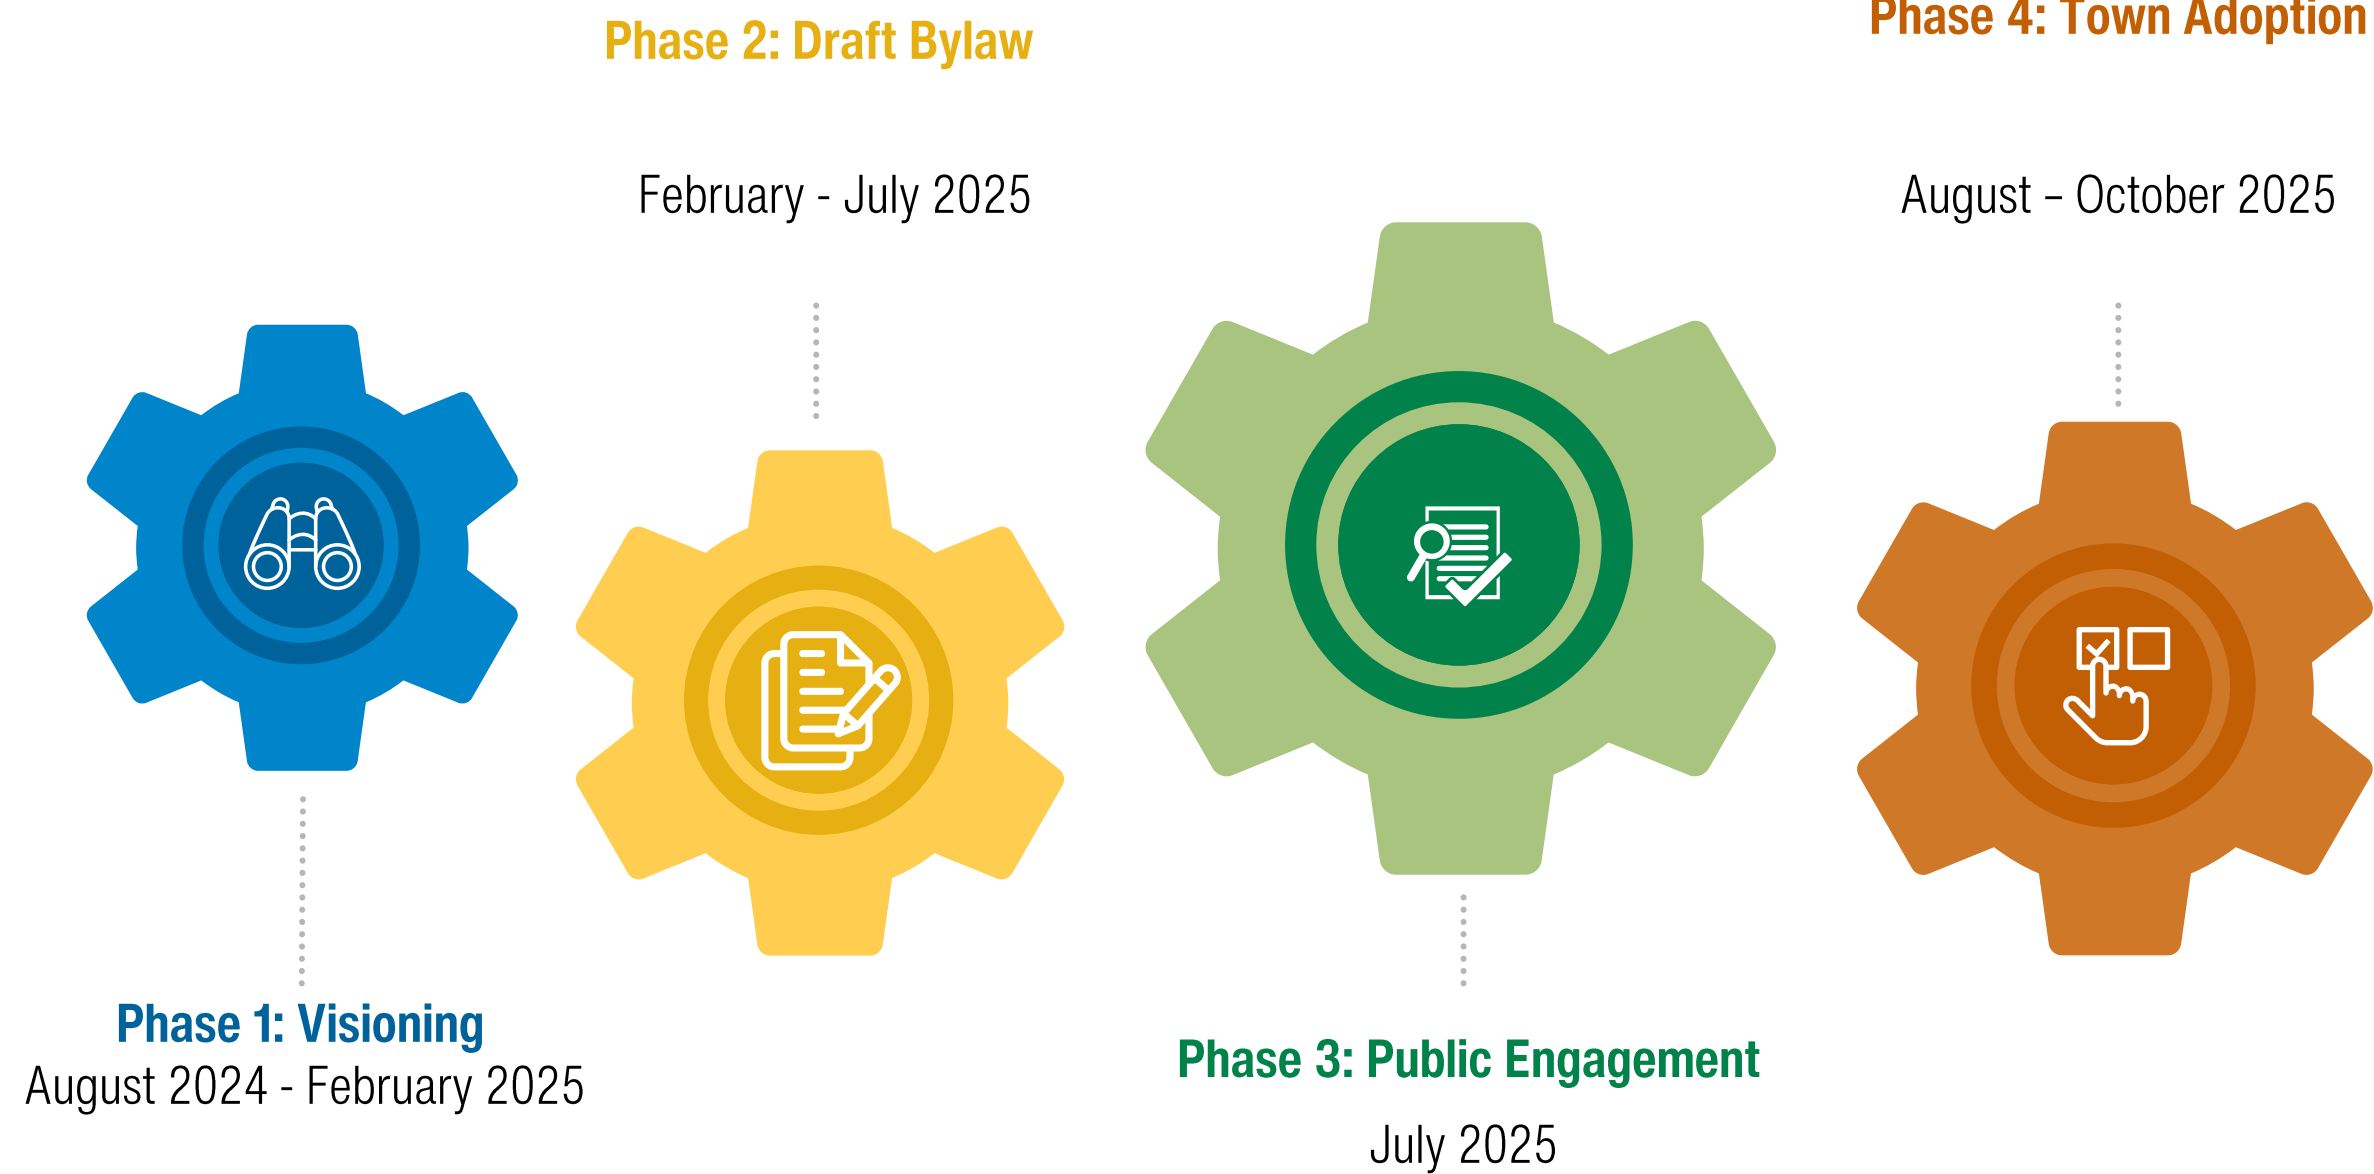 Phase 1: Visioning
August 2024 - February 2025
Phase 2: Draft Bylaw
February - July 2025
Phase 3: Public Engagement
July 2025
Phase 4: Town Adoption
August – October 2025